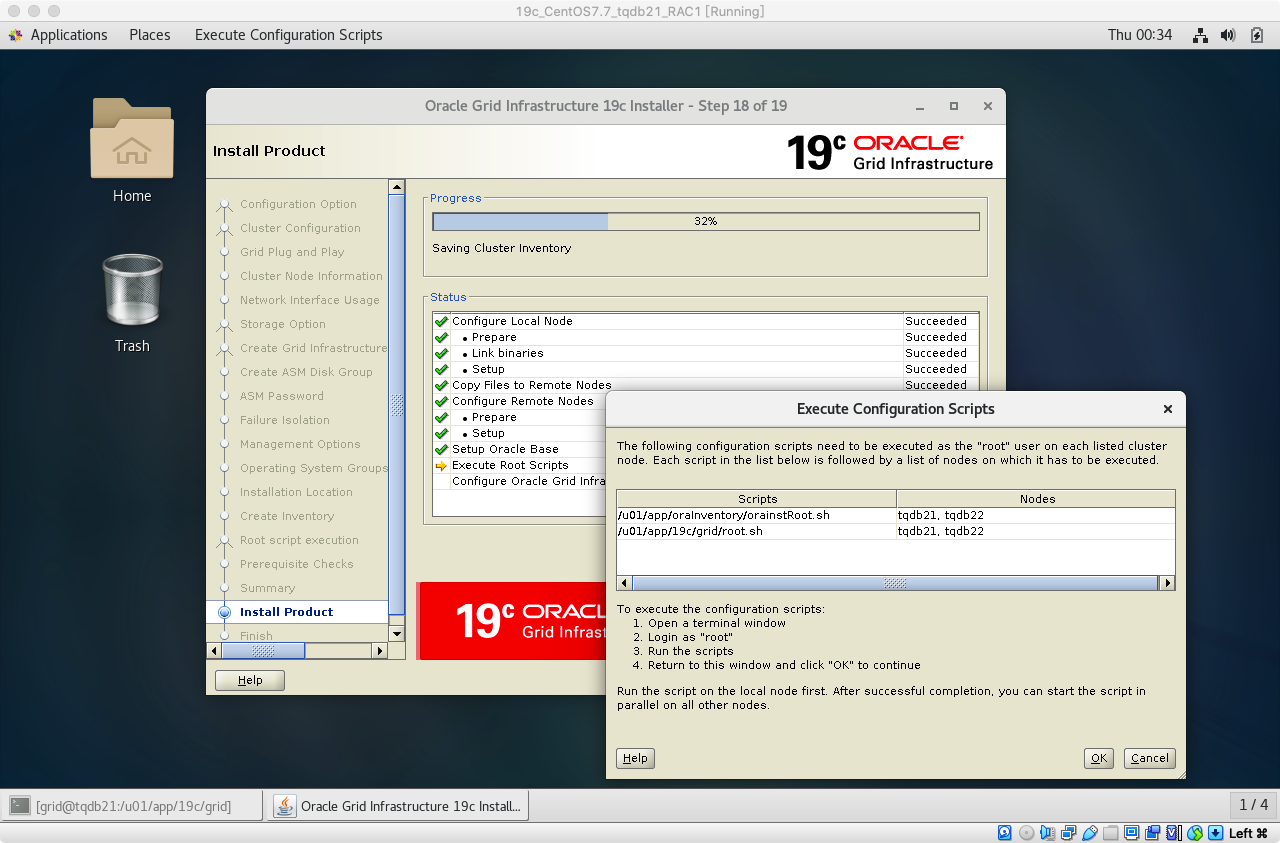 19c_CentOS7.7_tqdb21_RAC1 [Running]
Applications Places Execute Configuration Scripts Thu 00:34
Home
Trash
Oracle Grid Infrastructure 19c Installer - Step 18 of 19
Install Product
19c ORACLE
Grid Infrastructure
Configuration Option
Cluster Configuration
Grid Plug and Play
Cluster Node Information
Network Interface Usage
Storage Option
Create Grid Infrastructure
Create ASM Disk Group
ASM Password
Failure Isolation
Management Options
Operating System Groups
Installation Location
Create Inventory
Root script execution
Prerequisite Checks
Summary
Install Product
Finish
Help
Progress
32%
Saving Cluster Inventory
Status
Configure Local Node Succeeded
• Prepare Succeeded
• Link binaries Succeeded
• Setup Succeeded
Copy Files to Remote Nodes Succeeded
Configure Remote Nodes
• Prepare
• Setup
Setup Oracle Base
Execute Root Scripts
Configure Oracle Grid Infra
19c ORACL
Grid Infrast
Execute Configuration Scripts
The following configuration scripts need to be executed as the "root" user on each listed cluster
node. Each script in the list below is followed by a list of nodes on which it has to be executed.
Scripts Nodes
/u01/app/oraInventory/orainstRoot.sh tqdb21, tqdb22
/u01/app/19c/grid/root.sh tqdb21, tqdb22
To execute the configuration scripts:
1. Open a terminal window
2. Login as "root"
3. Run the scripts
4. Return to this window and click "OK" to continue
Run the script on the local node first. After successful completion, you can start the script in
parallel on all other nodes.
Help OK Cancel
[grid@tqdb21:/u01/app/19c/grid] Oracle Grid Infrastructure 19c Install... 1 / 4
Left ⌘